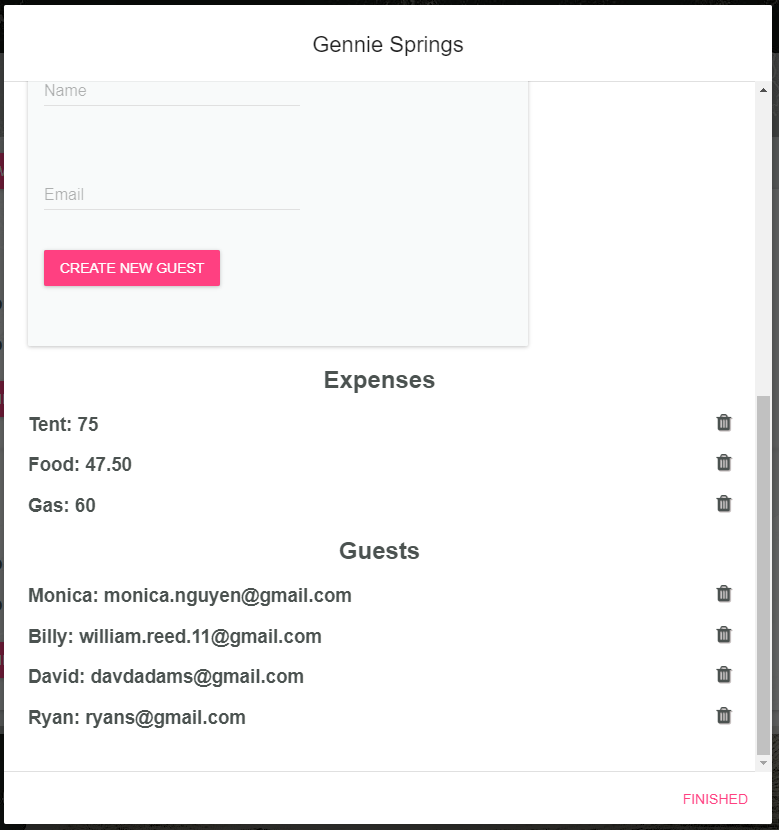 Gennie Springs
Name
Email
CREATE NEW GUEST
Expenses
Tent: 75
Food: 47.50
Gas: 60
Guests
Monica: monica.nguyen@gmail.com
Billy: william.reed.11@gmail.com
David: davdadams@gmail.com
Ryan: ryans@gmail.com
FINISHED